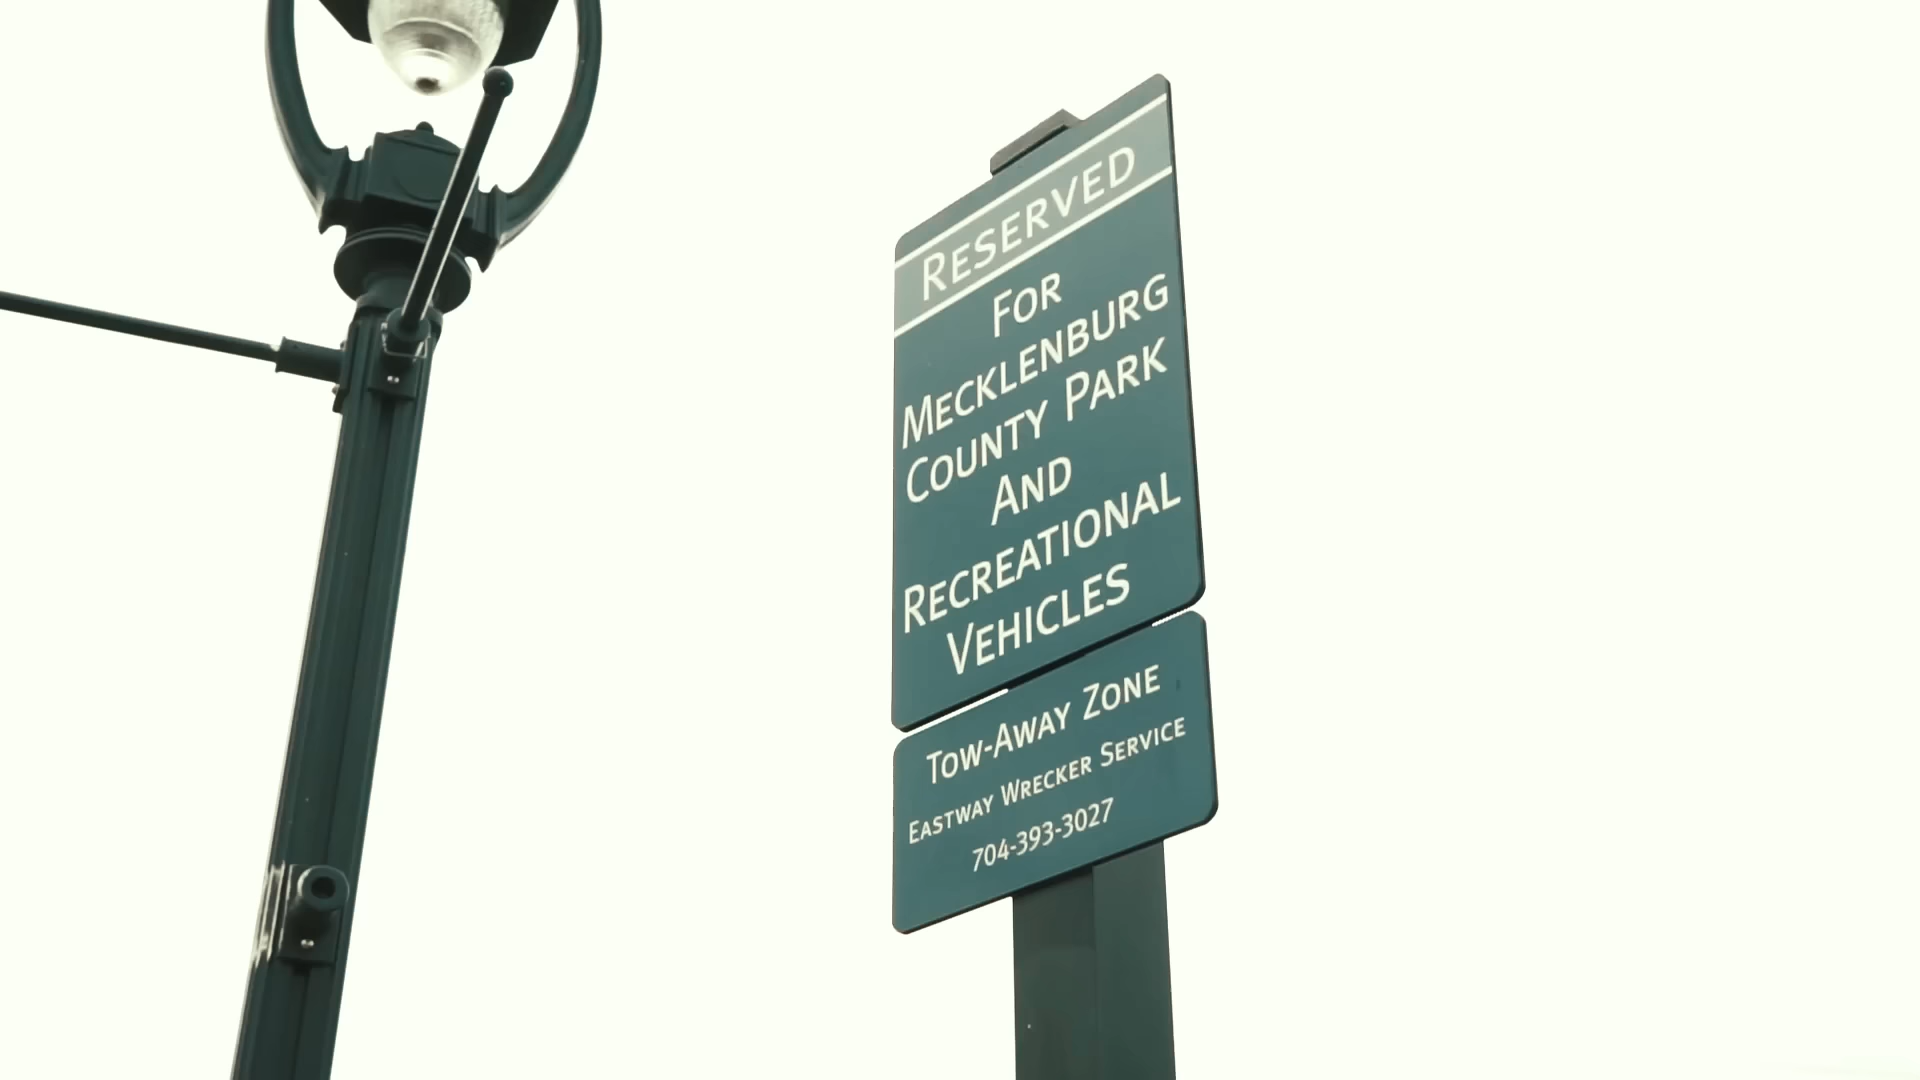 RESERVED
FOR
MECKLENBURG
COUNTY PARK
AND
RECREATIONAL
VEHICLES
TOW-AWAY ZONE
EASTWAY WRECKER SERVICE
704-393-3027